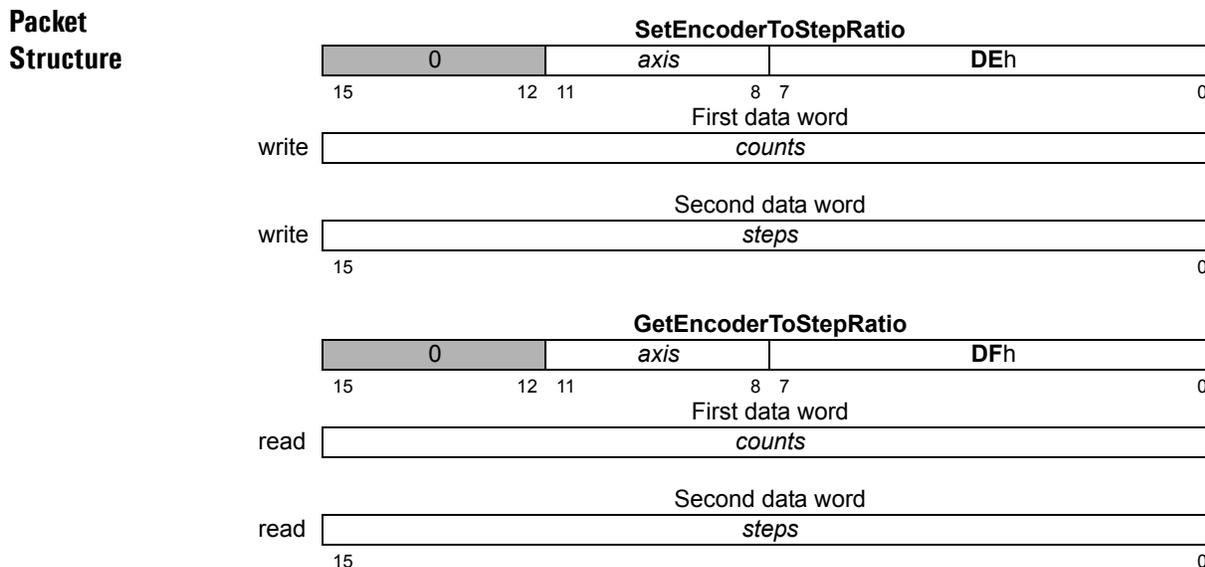 Packet
Structure
SetEncoderToStepRatio
0 axis DEh
15 12 11 8 7 0
First data word
write counts
Second data word
write steps
15 0
GetEncoderToStepRatio
0 axis DFh
15 12 11 8 7 0
First data word
read counts
Second data word
read steps
15 0